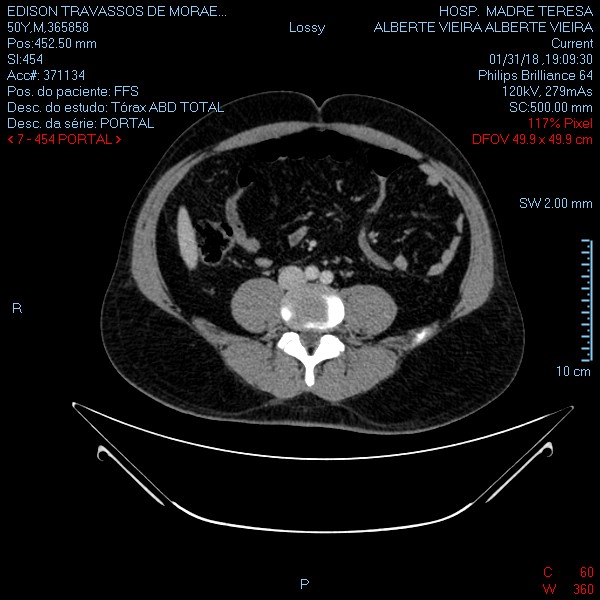 EDISON TRAVASSOS DE MORAE...
50Y,M,365858
Pos:452.50 mm
Sl:454
Acc#: 371134
Pos. do paciente: FFS
Desc. do estudo: Tórax ABD TOTAL
Desc. da série: PORTAL
< 7 - 454 PORTAL >
Lossy
HOSP. MADRE TERESA
ALBERTE VIEIRA ALBERTE VIEIRA
Current
01/31/18 ,19:09:30
Philips Brilliance 64
120kV, 279mAs
SC:500.00 mm
117% Pixel
DFOV 49.9 x 49.9 cm
SW 2.00 mm
R
10 cm
P
C 60
W 360